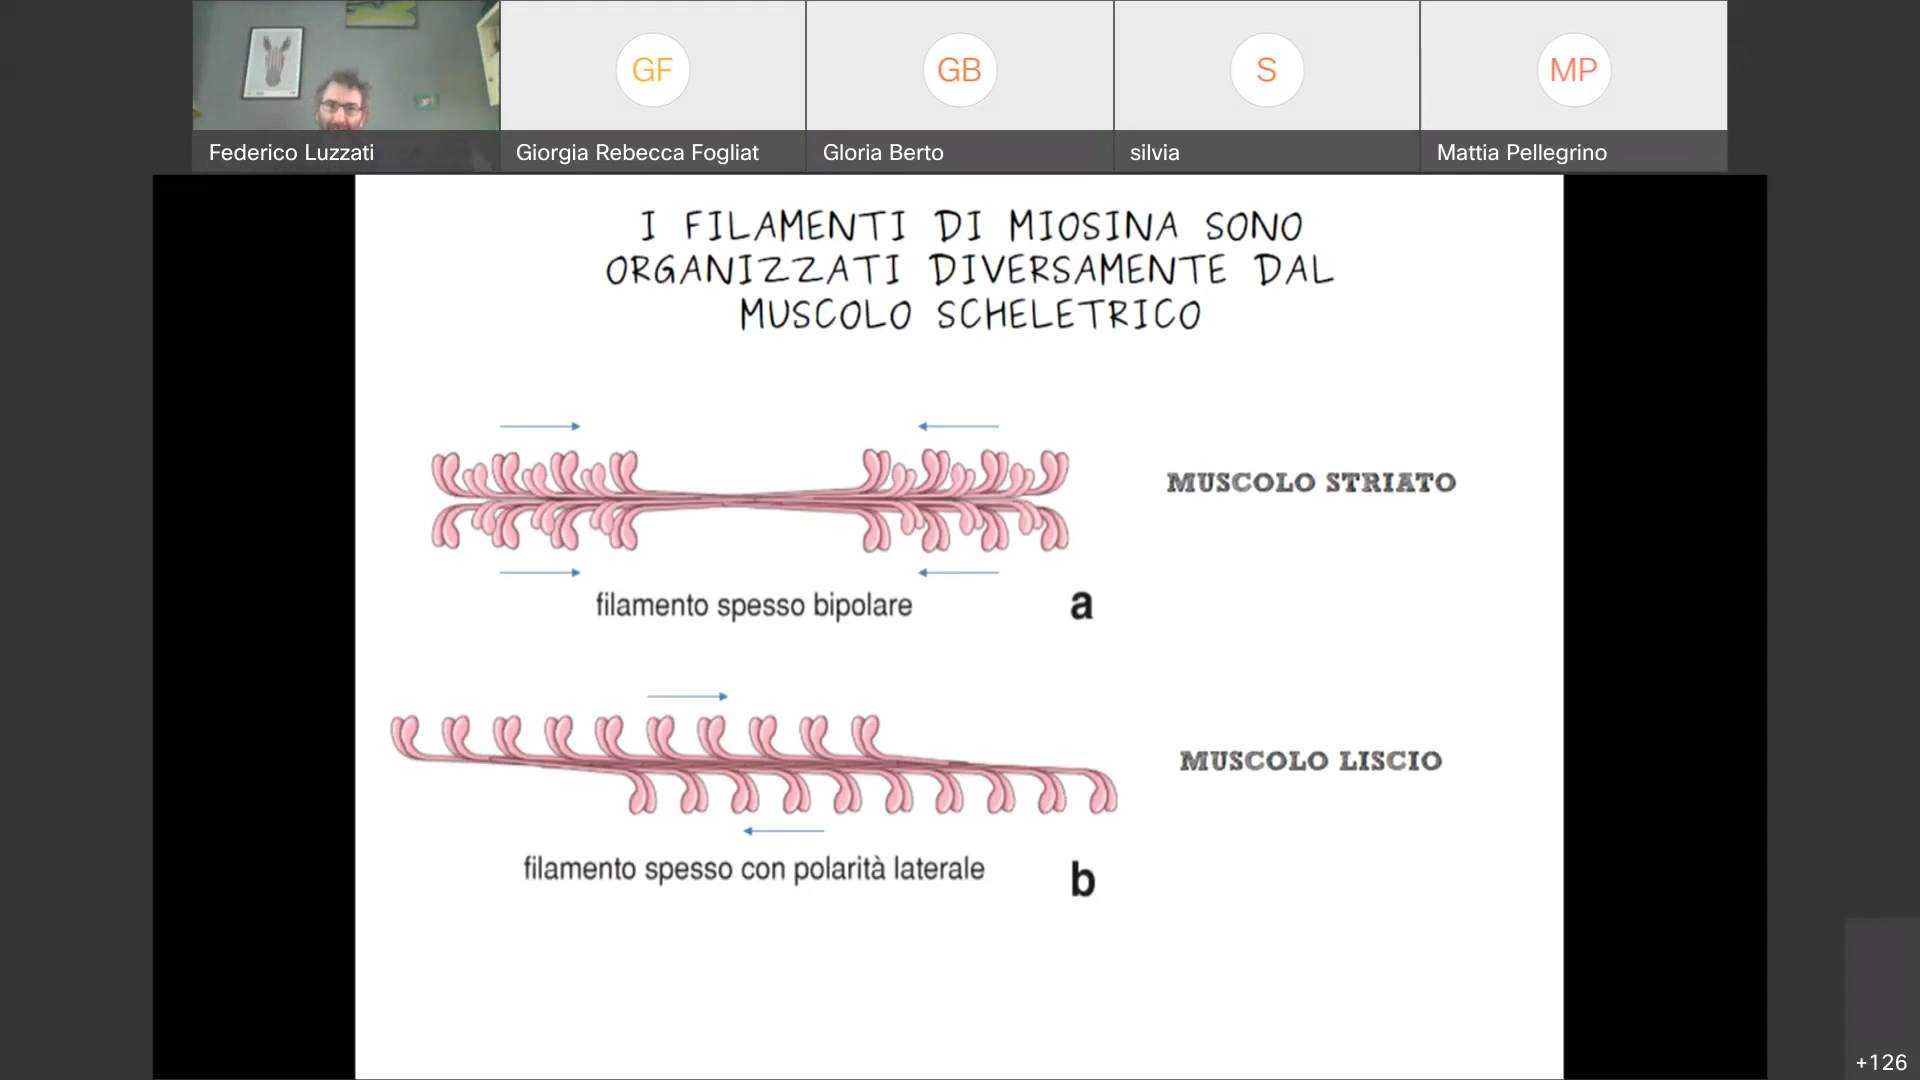 GF
GB
S
MP
Federico Luzzati
Giorgia Rebecca Fogliat
Gloria Berto
silvia
Mattia Pellegrino
I FILAMENTI DI MIOSINA SONO
ORGANIZZATI DIVERSAMENTE DAL
MUSCOLO SCHELETRICO
MUSCOLO STRIATO
filamento spesso bipolare
a
MUSCOLO LISCIO
filamento spesso con polarità laterale
b
+126